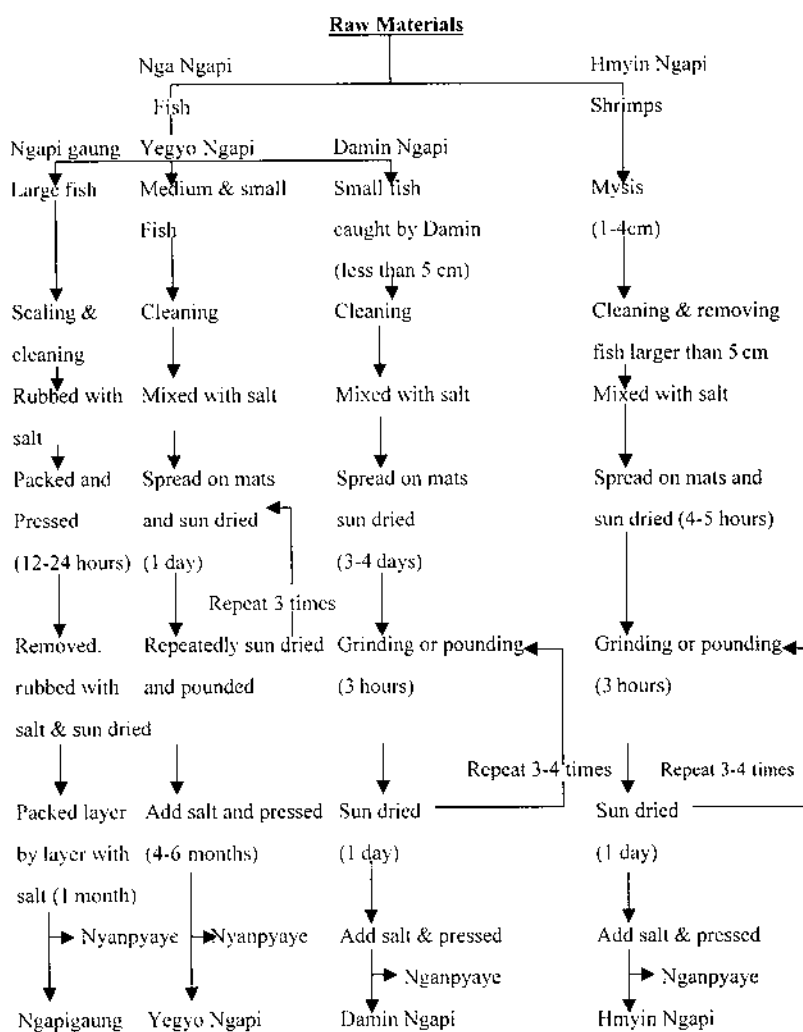 Raw Materials
Nga Ngapi
Hmyin Ngapi
Fish
Shrimps
Ngapi gaung
Yegyo Ngapi
Damin Ngapi
Large fish
Scaling &
cleaning
Rubbed with
salt
Packed and
Pressed
(12-24 hours)
Removed.
rubbed with
salt & sun dried
Packed layer
by layer with
salt (1 month)
Nyanpyaye
Ngapigaung
Medium & small
Fish
Cleaning
Mixed with salt
Spread on mats
and sun dried
(1 day)
Repeat 3 times
Repeatedly sun dried
and pounded
Add salt and pressed
(4-6 months)
Nyanpyaye
Yegyo Ngapi
Small fish
caught by Damin
(less than 5 cm)
Cleaning
Mixed with salt
Spread on mats
sun dried
(3-4 days)
Grinding or pounding
(3 hours)
Repeat 3-4 times
Sun dried
(1 day)
Add salt & pressed
Nganpyaye
Damin Ngapi
Mysis
(1-4cm)
Cleaning & removing
fish larger than 5 cm
Mixed with salt
Spread on mats and
sun dried (4-5 hours)
Grinding or pounding
(3 hours)
Repeat 3-4 times
Sun dried
(1 day)
Add salt & pressed
Nganpyaye
Hmyin Ngapi